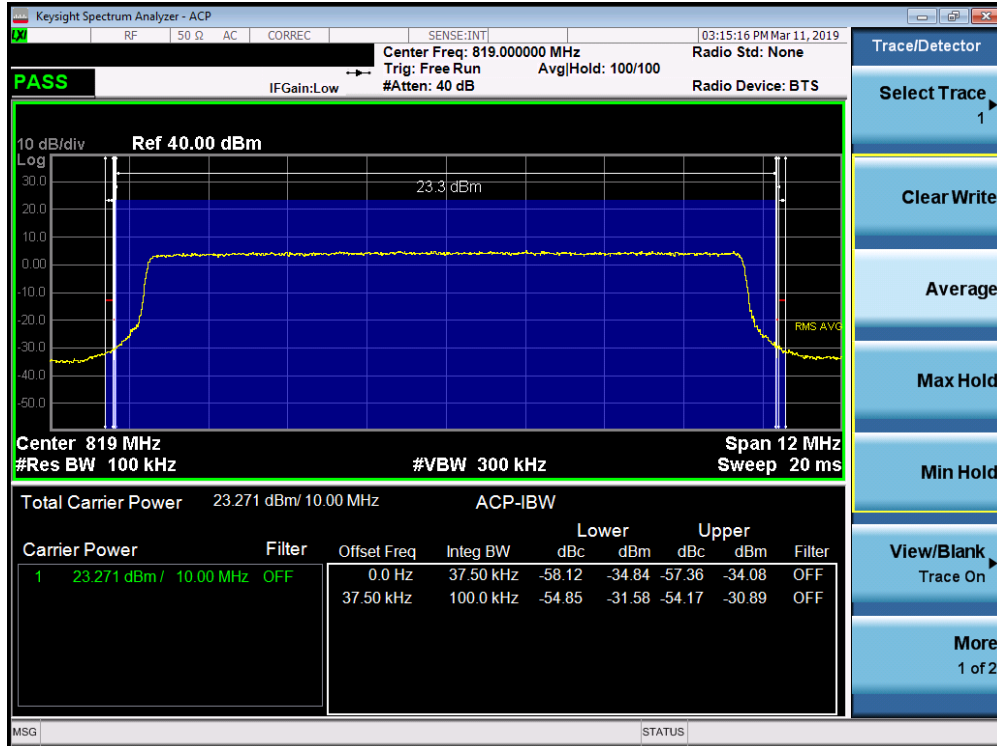 Keysight Spectrum Analyzer - ACP
LXI RF 50 Ω AC CORREC SENSE:INT 03:15:16 PM Mar 11, 2019
Center Freq: 819.000000 MHz Radio Std: None
Trig: Free Run Avg|Hold: 100/100
PASS IFGain:Low #Atten: 40 dB Radio Device: BTS
10 dB/div Ref 40.00 dBm
Log
30.0
23.3 dBm
20.0
10.0
0.00
-10.0
-20.0
RMS AVG
-30.0
-40.0
-50.0
Center 819 MHz Span 12 MHz
#Res BW 100 kHz #VBW 300 kHz Sweep 20 ms
Total Carrier Power 23.271 dBm/ 10.00 MHz ACP-IBW
Lower Upper
Carrier Power Filter Offset Freq Integ BW dBc dBm dBc dBm Filter
1 23.271 dBm / 10.00 MHz OFF 0.0 Hz 37.50 kHz -58.12 -34.84 -57.36 -34.08 OFF
37.50 kHz 100.0 kHz -54.85 -31.58 -54.17 -30.89 OFF
MSG STATUS
Trace/Detector
Select Trace
1
Clear Write
Average
Max Hold
Min Hold
View/Blank
Trace On
More
1 of 2